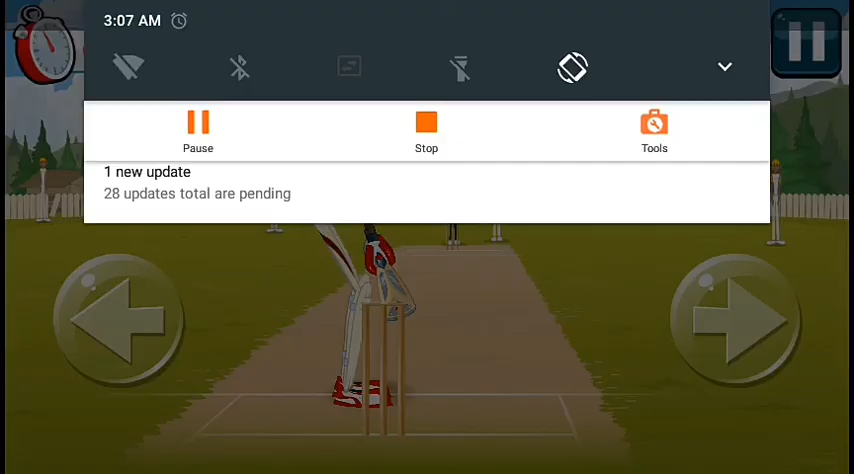 3:07 AM
Pause
Stop
Tools
1 new update
28 updates total are pending